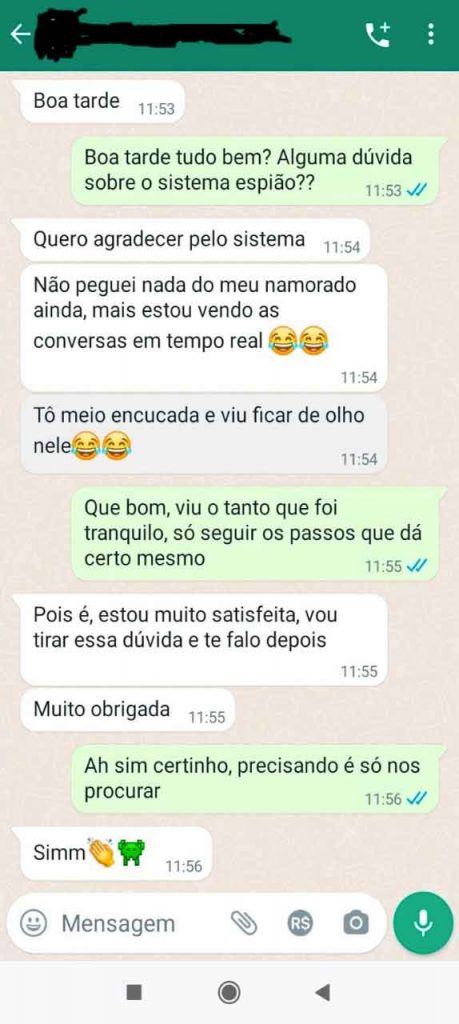 Boa tarde 11:53
Boa tarde tudo bem? Alguma dúvida
sobre o sistema espião?? 11:53
Quero agradecer pelo sistema 11:54
Não peguei nada do meu namorado
ainda, mais estou vendo as
conversas em tempo real 😂😂
11:54
Tô meio encucada e viu ficar de olho
nele😂😂 11:54
Que bom, viu o tanto que foi
tranquilo, só seguir os passos que dá
certo mesmo 11:55
Pois é, estou muito satisfeita, vou
tirar essa dúvida e te falo depois
11:55
Muito obrigada 11:55
Ah sim certinho, precisando é só nos
procurar 11:56
Simm👏 11:56
Mensagem R$